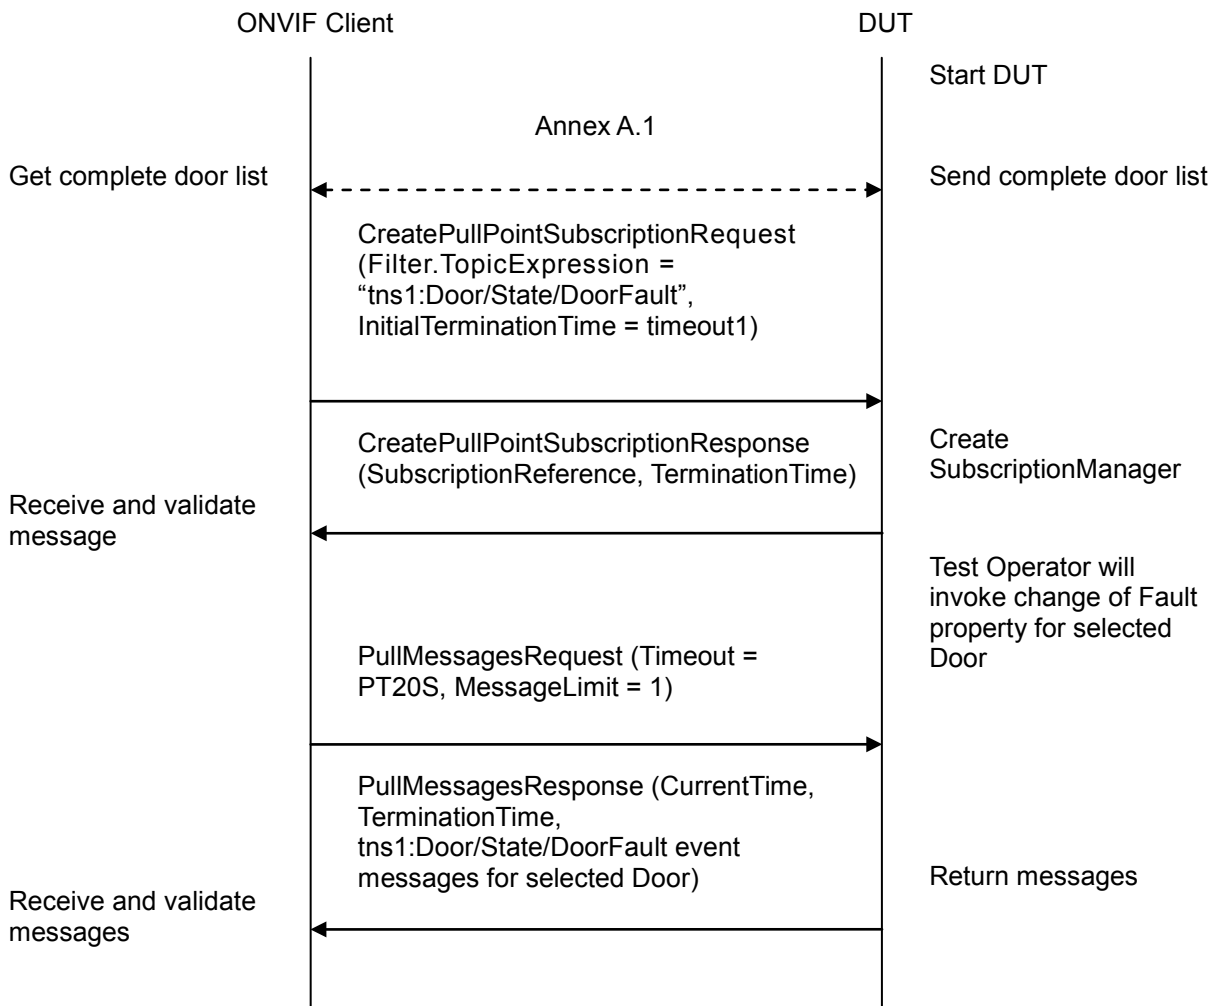 ONVIF Client
DUT
Start DUT
Annex A.1
Get complete door list
Send complete door list
CreatePullPointSubscriptionRequest
(Filter.TopicExpression =
“tns1:Door/State/DoorFault”,
InitialTerminationTime = timeout1)
CreatePullPointSubscriptionResponse
(SubscriptionReference, TerminationTime)
Create
SubscriptionManager
Receive and validate
message
Test Operator will
invoke change of Fault
property for selected
Door
PullMessagesRequest (Timeout =
PT20S, MessageLimit = 1)
PullMessagesResponse (CurrentTime,
TerminationTime,
tns1:Door/State/DoorFault event
messages for selected Door)
Return messages
Receive and validate
messages